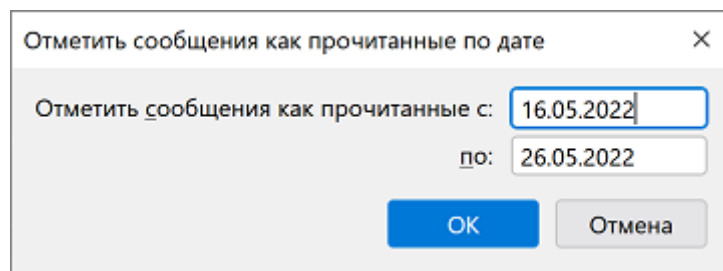 Отметить сообщения как прочитанные по дате
Отметить сообщения как прочитанные с: 16.05.2022
по: 26.05.2022
ОК Отмена